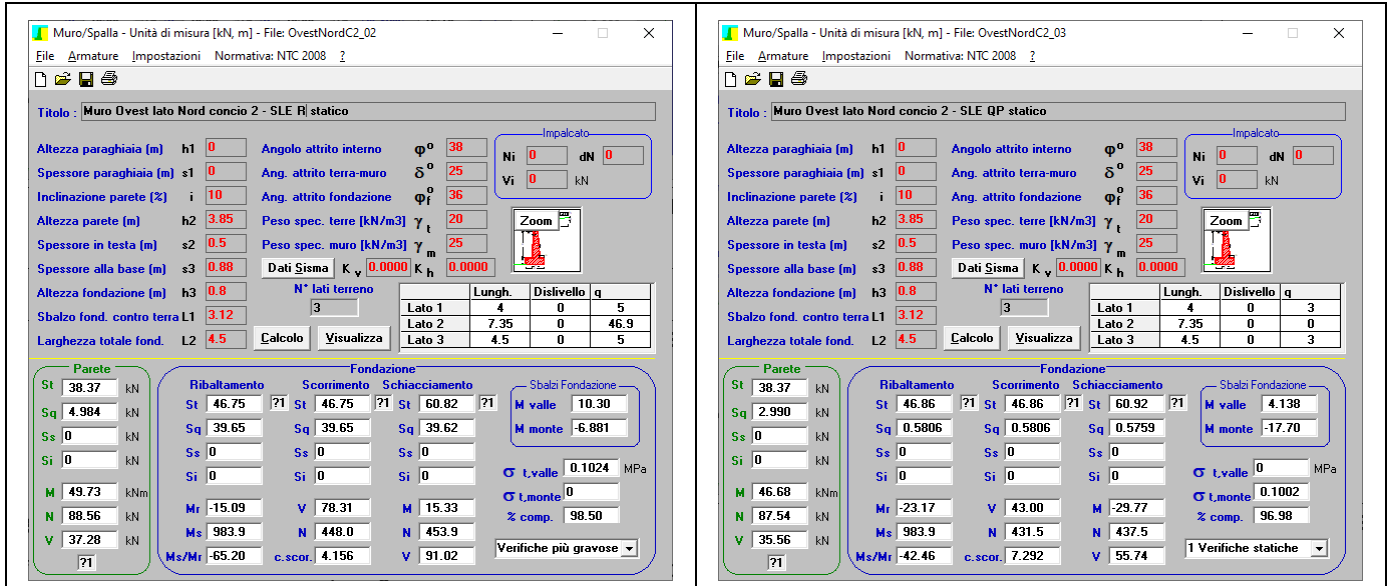 Muro/Spalla - Unità di misura [kN, m] - File: OvestNordC2_02
File Armature Impostazioni Normativa: NTC 2008 ?
Titolo : Muro Ovest lato Nord concio 2 - SLE R statico
Impalcato
Altezza paraghiaia (m) h1 0 Angolo attrito interno φ° 38
Ni 0 dN 0
Spessore paraghiaia (m) s1 0 Ang. attrito terra-muro δ° 25
Vi 0 kN
Inclinazione parete (%) i 10 Ang. attrito fondazione φf° 36
Altezza parete (m) h2 3.85 Peso spec. terre [kN/m3] γt 20
Zoom
Spessore in testa (m) s2 0.5 Peso spec. muro [kN/m3] γm 25
Spessore alla base (m) s3 0.88 Dati Sisma Kv 0.0000 Kh 0.0000
Altezza fondazione (m) h3 0.8 N° lati terreno
3
Lungh. Dislivello q
Lato 1 4 0 5
Sbalzo fond. contro terra L1 3.12
Lato 2 7.35 0 46.9
Larghezza totale fond. L2 4.5 Calcolo Visualizza
Lato 3 4.5 0 5
Parete
St 38.37 kN
Sq 4.984 kN
Ss 0 kN
Si 0 kN
M 49.73 kNm
N 88.56 kN
V 37.28 kN
?1
Fondazione
Ribaltamento Scorrimento Schiacciamento
St 46.75 ?1 St 46.75 ?1 St 60.82 ?1
Sq 39.65 Sq 39.65 Sq 39.62
Ss 0 Ss 0 Ss 0
Si 0 Si 0 Si 0
Mr -15.09 V 78.31 M 15.33
Ms 983.9 N 448.0 N 453.9
Ms/Mr -65.20 c.scor. 4.156 V 91.02
Sbalzi Fondazione
M valle 10.30
M monte -6.881
σ t,valle 0.1024 MPa
σ t,monte 0
% comp. 98.50
Verifiche più gravose
Muro/Spalla - Unità di misura [kN, m] - File: OvestNordC2_03
File Armature Impostazioni Normativa: NTC 2008 ?
Titolo : Muro Ovest lato Nord concio 2 - SLE QP statico
Impalcato
Altezza paraghiaia (m) h1 0 Angolo attrito interno φ° 38
Ni 0 dN 0
Spessore paraghiaia (m) s1 0 Ang. attrito terra-muro δ° 25
Vi 0 kN
Inclinazione parete (%) i 10 Ang. attrito fondazione φf° 36
Altezza parete (m) h2 3.85 Peso spec. terre [kN/m3] γt 20
Zoom
Spessore in testa (m) s2 0.5 Peso spec. muro [kN/m3] γm 25
Spessore alla base (m) s3 0.88 Dati Sisma Kv 0.0000 Kh 0.0000
Altezza fondazione (m) h3 0.8 N° lati terreno
3
Lungh. Dislivello q
Lato 1 4 0 3
Sbalzo fond. contro terra L1 3.12
Lato 2 7.35 0 0
Larghezza totale fond. L2 4.5 Calcolo Visualizza
Lato 3 4.5 0 3
Parete
St 38.37 kN
Sq 2.990 kN
Ss 0 kN
Si 0 kN
M 46.68 kNm
N 87.54 kN
V 35.56 kN
?1
Fondazione
Ribaltamento Scorrimento Schiacciamento
St 46.86 ?1 St 46.86 ?1 St 60.92 ?1
Sq 0.5806 Sq 0.5806 Sq 0.5759
Ss 0 Ss 0 Ss 0
Si 0 Si 0 Si 0
Mr -23.17 V 43.00 M -29.77
Ms 983.9 N 431.5 N 437.5
Ms/Mr -42.46 c.scor. 7.292 V 55.74
Sbalzi Fondazione
M valle 4.138
M monte -17.70
σ t,valle 0 MPa
σ t,monte 0.1002
% comp. 96.98
1 Verifiche statiche